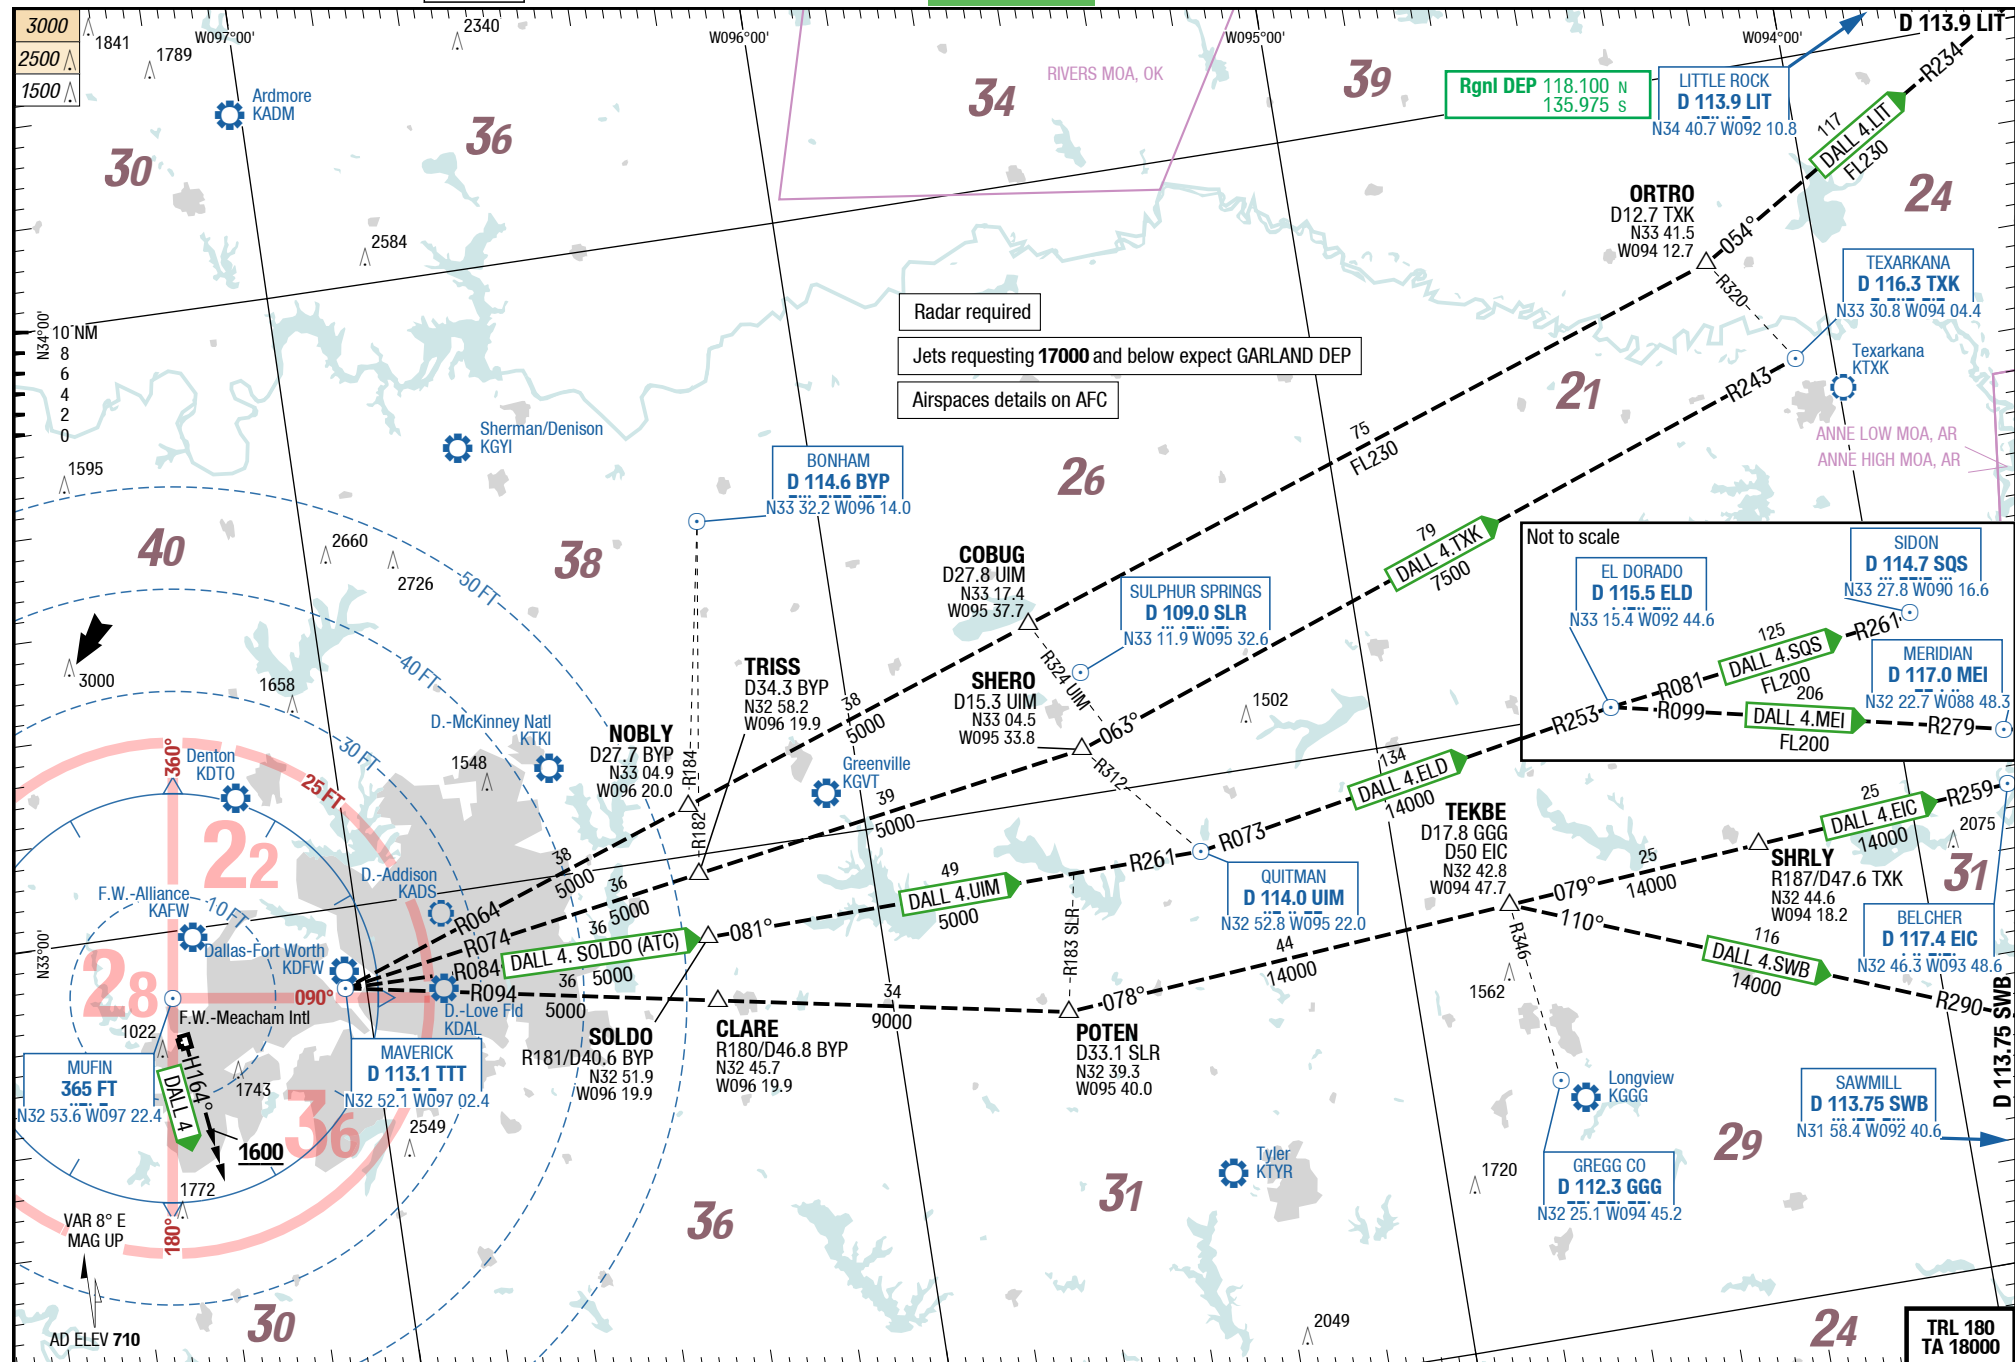 3000
2500
1500
1841
1789
W097°00'
2340
W096°00'
W095°00'
W094°00'
D 113.9 LIT
R234
Ardmore
KADM
30
36
34
RIVERS MOA, OK
39
Rgnl DEP 118.100 N
135.975 S
LITTLE ROCK
D 113.9 LIT
N34 40.7 W092 10.8
117
DALL 4.LIT
FL230
24
ORTRO
D12.7 TXK
N33 41.5
W094 12.7
054°
R320
2584
TEXARKANA
D 116.3 TXK
N33 30.8 W094 04.4
Radar required
Jets requesting 17000 and below expect GARLAND DEP
Airspaces details on AFC
N34°00'
10 NM
8
6
4
2
0
Texarkana
KTXK
R243
21
ANNE LOW MOA, AR
ANNE HIGH MOA, AR
75
FL230
Sherman/Denison
KGYI
1595
BONHAM
D 114.6 BYP
N33 32.2 W096 14.0
26
40
2660
2726
38
50 FT
COBUG
D27.8 UIM
N33 17.4
W095 37.7
79
DALL 4.TXK
7500
Not to scale
SIDON
D 114.7 SQS
N33 27.8 W090 16.6
EL DORADO
D 115.5 ELD
N33 15.4 W092 44.6
125
DALL 4.SQS
FL200
R261
R081
MERIDIAN
D 117.0 MEI
N32 22.7 W088 48.3
206
R099
DALL 4.MEI
FL200
R279
R253
SULPHUR SPRINGS
D 109.0 SLR
N33 11.9 W095 32.6
R324 UIM
SHERO
D15.3 UIM
N33 04.5
W095 33.8
063°
R312
1502
3000
1658
40 FT
TRISS
D34.3 BYP
N32 58.2
W096 19.9
38
5000
D.-McKinney Natl
KTKI
NOBLY
D27.7 BYP
N33 04.9
W096 20.0
R184
R182
30 FT
1548
Denton
KDTO
360°
25 FT
Greenville
KGVT
39
5000
134
DALL 4.ELD
14000
R073
TEKBE
D17.8 GGG
D50 EIC
N32 42.8
W094 47.7
25
DALL 4.EIC
14000
R259
2075
31
SHRLY
R187/D47.6 TXK
N32 44.6
W094 18.2
25
14000
079°
110°
BELCHER
D 117.4 EIC
N32 46.3 W093 48.6
22
D.-Addison
KADS
38
5000
36
5000
49
DALL 4.UIM
5000
R261
QUITMAN
D 114.0 UIM
N32 52.8 W095 22.0
F.W.-Alliance
KAFW
10 FT
R064
R074
R084
R094
36
DALL 4. SOLDO (ATC)
5000
081°
N33°00'
Dallas-Fort Worth
KDFW
28
090°
R183 SLR
44
14000
R346
116
DALL 4.SWB
14000
R290
D 113.75 SWB
F.W.-Meacham Intl
D.-Love Fld
KDAL
36
5000
34
9000
078°
1562
1022
SOLDO
R181/D40.6 BYP
N32 51.9
W096 19.9
CLARE
R180/D46.8 BYP
N32 45.7
W096 19.9
POTEN
D33.1 SLR
N32 39.3
W095 40.0
MUFIN
365 FT
N32 53.6 W097 22.4
H164°
DALL 4
1743
MAVERICK
D 113.1 TTT
N32 52.1 W097 02.4
Longview
KGGG
SAWMILL
D 113.75 SWB
N31 58.4 W092 40.6
36
2549
1600
1772
180°
Tyler
KTYR
1720
GREGG CO
D 112.3 GGG
N32 25.1 W094 45.2
29
31
36
VAR 8° E
MAG UP
AD ELEV 710
30
2049
24
TRL 180
TA 18000